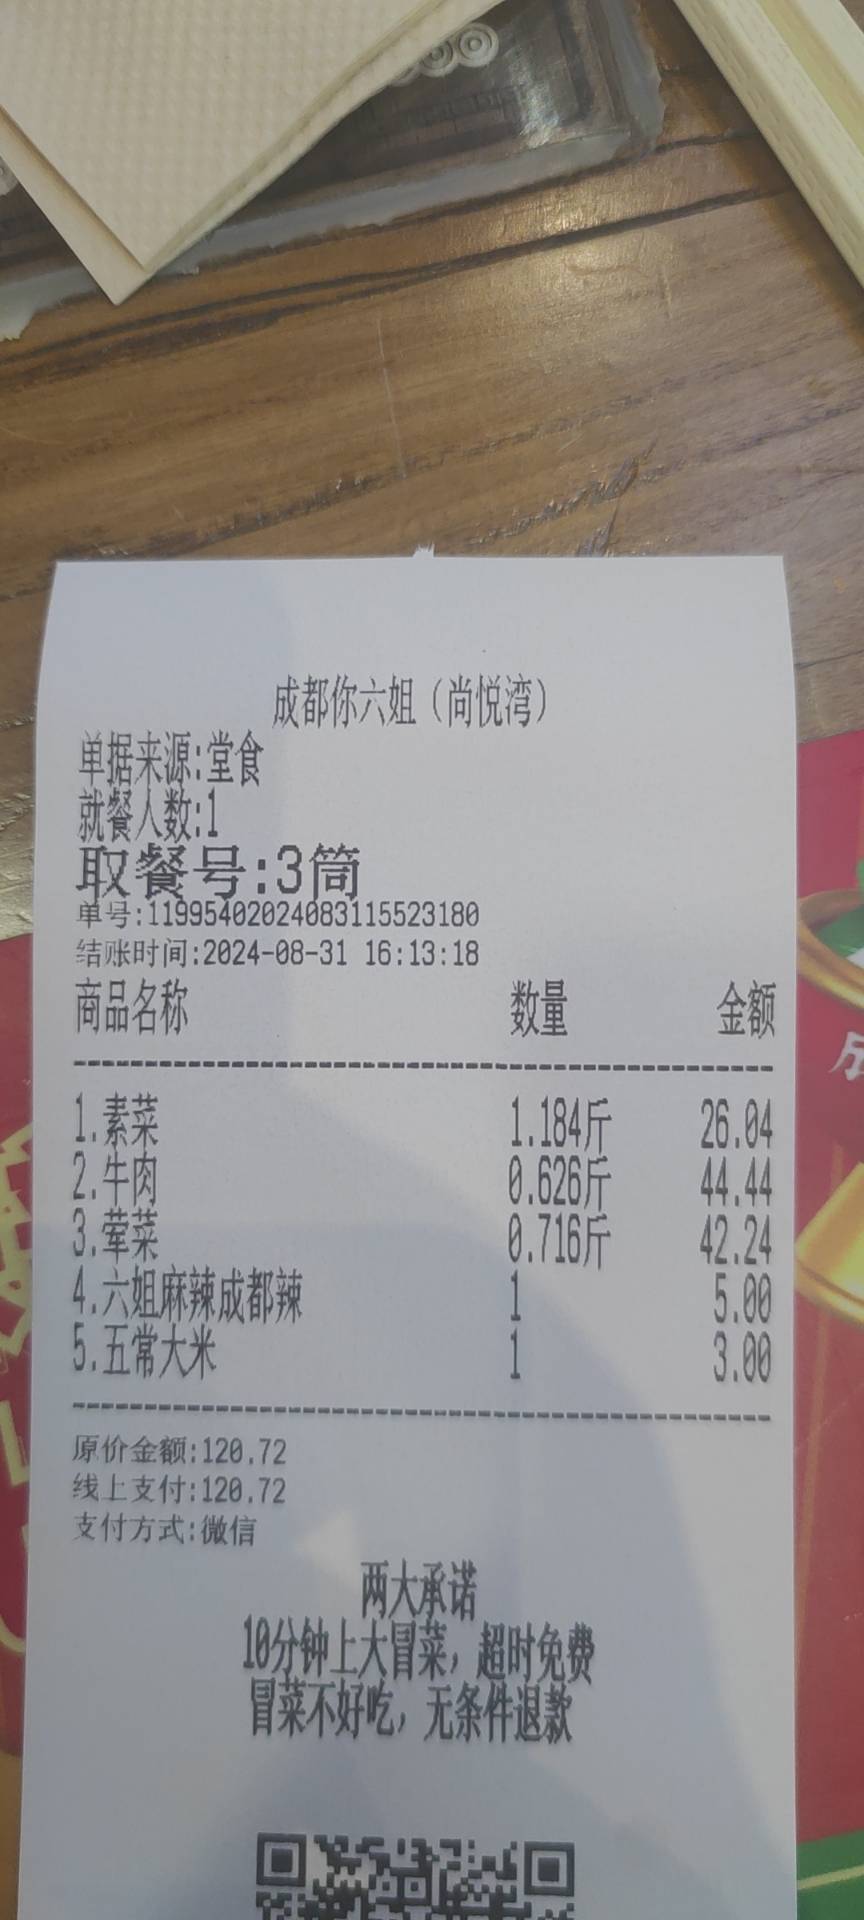 成都你六姐（尚悦湾）
单据来源:堂食
就餐人数:1
取餐号:3筒
单号:11995402024083115523180
结账时间:2024-08-31 16:13:18
商品名称 数量 金额
1.素菜 1.184斤 26.04
2.牛肉 0.626斤 44.44
3.荤菜 0.716斤 42.24
4.六姐麻辣成都辣 1 5.00
5.五常大米 1 3.00
原价金额:120.72
线上支付:120.72
支付方式:微信
两大承诺
10分钟上大冒菜，超时免费
冒菜不好吃，无条件退款